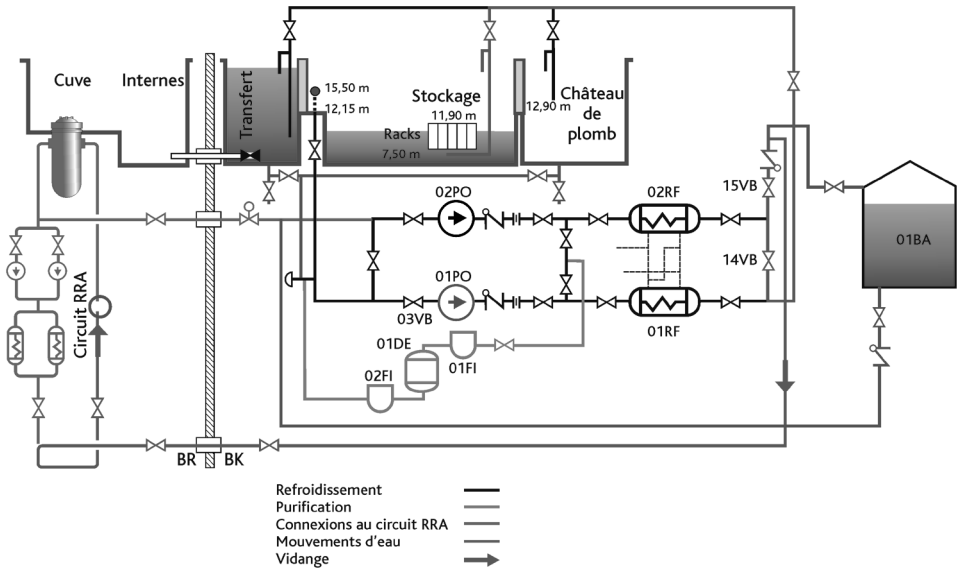 Cuve
Internes
Transfert
15,50 m
12,15 m
Stockage
11,90 m
Racks
7,50 m
12,90 m
Château
de
plomb
02PO
02RF
15VB
01BA
14VB
01PO
03VB
01RF
Circuit RRA
01DE
01FI
02FI
BR
BK
Refroidissement
Purification
Connexions au circuit RRA
Mouvements d'eau
Vidange